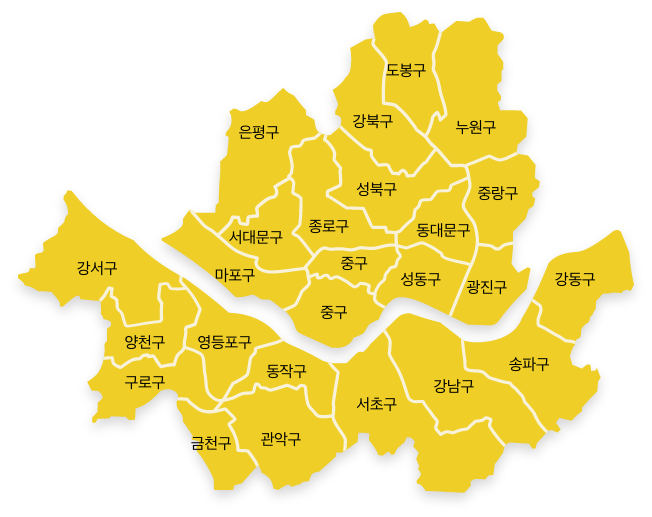 도봉구
강북구
누원구
은평구
성북구
중랑구
종로구
동대문구
서대문구
중구
강서구
마포구
성동구
광진구
강동구
중구
양천구
영등포구
송파구
동작구
구로구
강남구
서초구
금천구
관악구